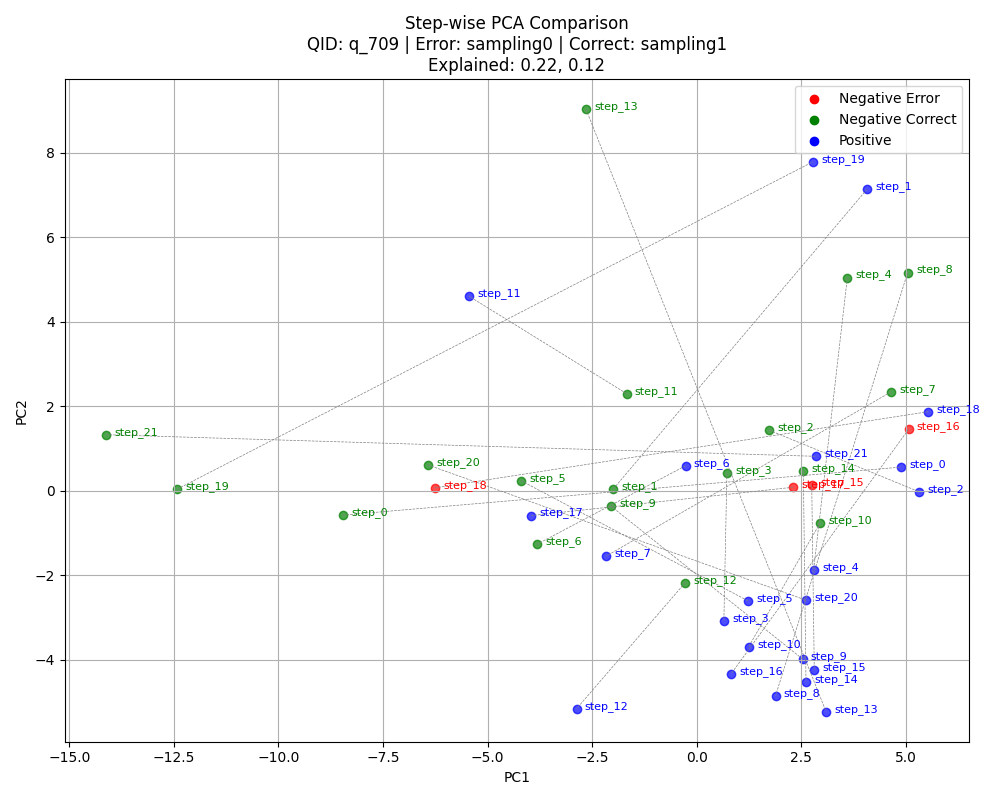 Step-wise PCA Comparison
QID: q_709 | Error: sampling0 | Correct: sampling1
Explained: 0.22, 0.12
Negative Error
Negative Correct
Positive
step_13
step_19
step_1
step_4
step_8
step_11
step_11
step_7
step_18
step_2
step_16
step_21
step_21
step_20
step_6
step_3
step_14
step_0
step_5
step_18
step_17
step_15
step_2
step_19
step_1
step_9
step_0
step_17
step_10
step_6
step_7
step_4
step_12
step_5
step_20
step_3
step_10
step_9
step_16
step_15
step_14
step_8
step_12
step_13
8
6
4
2
0
−2
−4
PC2
−15.0
−12.5
−10.0
−7.5
−5.0
−2.5
0.0
2.5
5.0
PC1